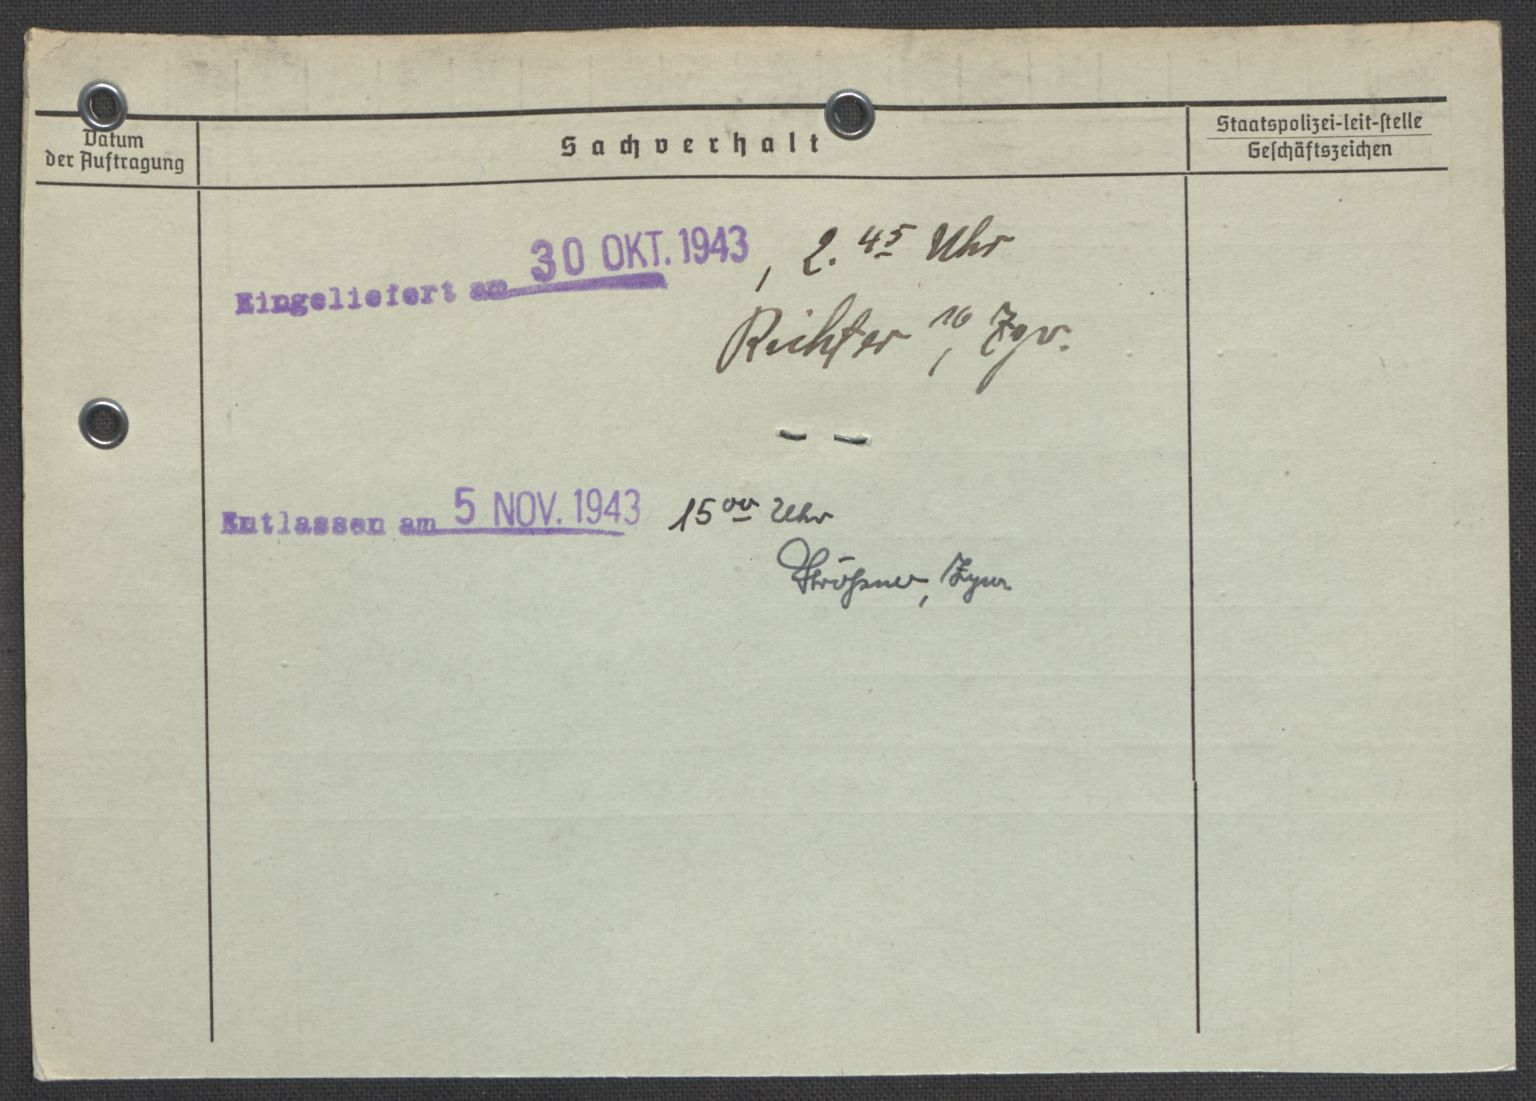 Datum
der Auftragung
Sachverhalt
Staatspolizei-leit-stelle
Geschäftszeichen
Eingeliefert am 30 OKT. 1943, 2.45 Uhr
Richter
Entlassen am 5 NOV. 1943 15 00 Uhr